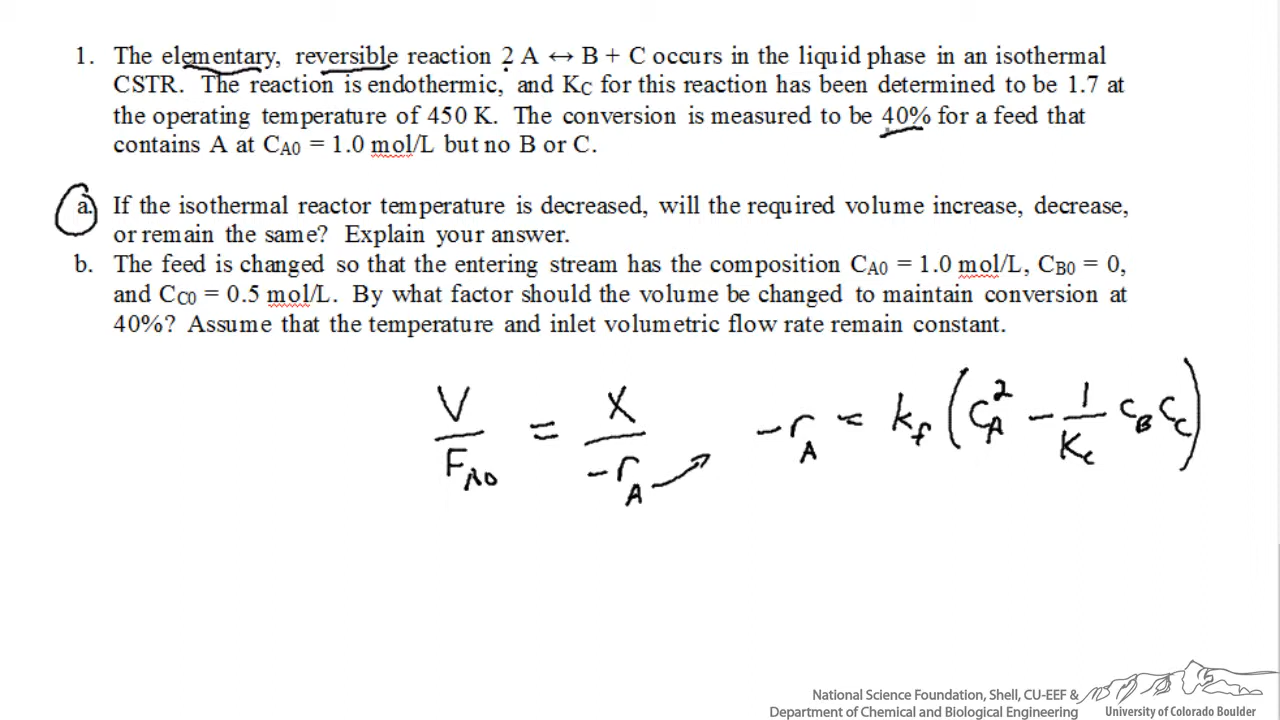 1. The elementary, reversible reaction 2 A ↔ B + C occurs in the liquid phase in an isothermal
CSTR. The reaction is endothermic, and KC for this reaction has been determined to be 1.7 at
the operating temperature of 450 K. The conversion is measured to be 40% for a feed that
contains A at CA0 = 1.0 mol/L but no B or C.
a. If the isothermal reactor temperature is decreased, will the required volume increase, decrease,
or remain the same? Explain your answer.
b. The feed is changed so that the entering stream has the composition CA0 = 1.0 mol/L, CB0 = 0,
and CC0 = 0.5 mol/L. By what factor should the volume be changed to maintain conversion at
40%? Assume that the temperature and inlet volumetric flow rate remain constant.
V/FA0 = X/-rA → -rA = kf (CA² - 1/Kc CB CC)
National Science Foundation, Shell, CU-EEF &
Department of Chemical and Biological Engineering
University of Colorado Boulder